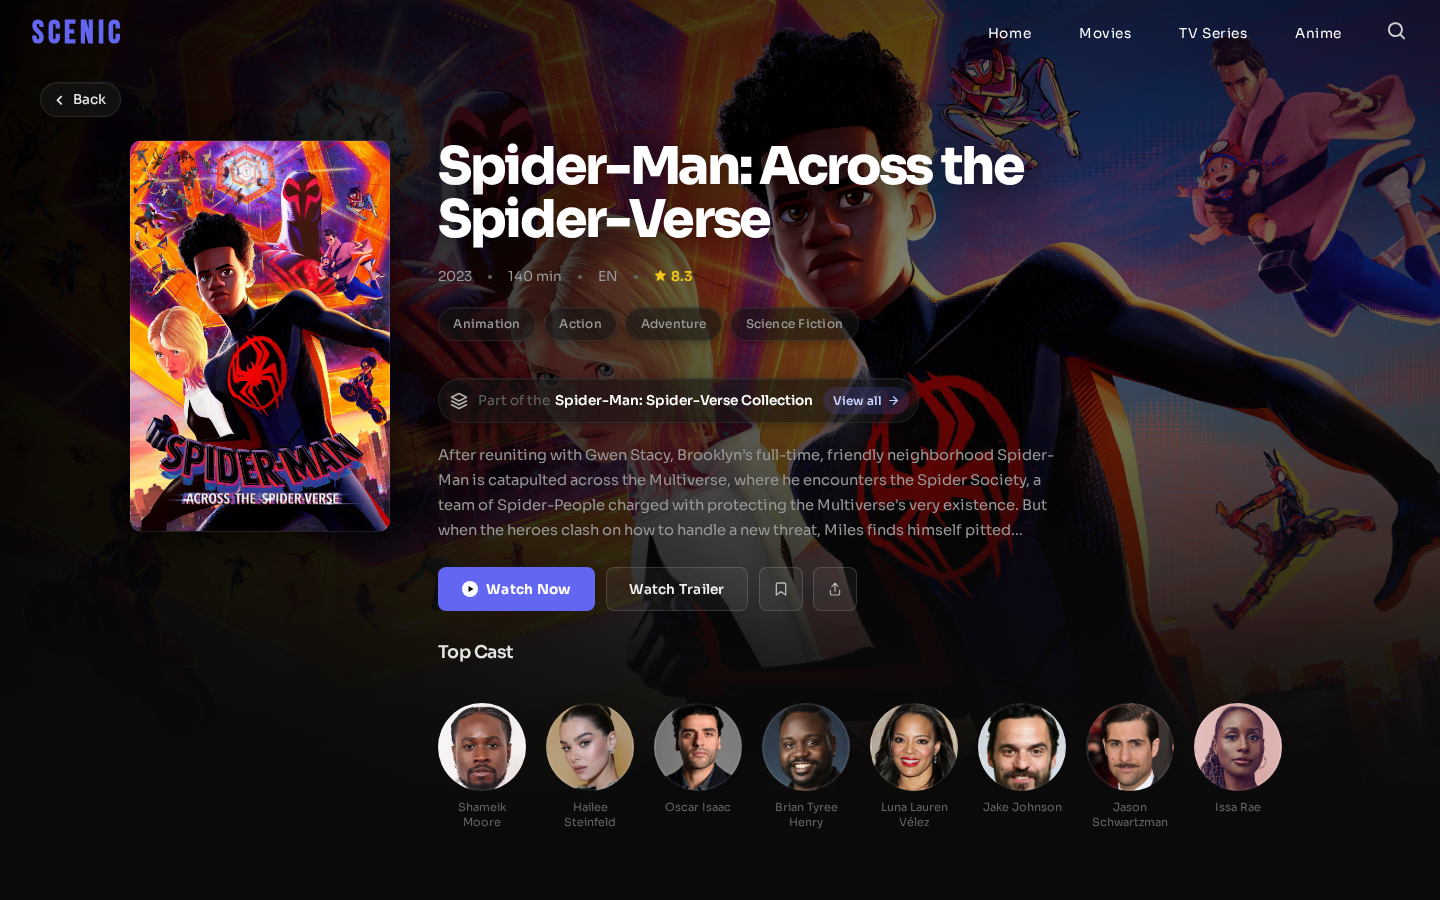 SCENIC
Home
Movies
TV Series
Anime
Back
SPIDER-MAN
ACROSS THE SPIDER-VERSE
Spider-Man: Across the
Spider-Verse
2023 • 140 min • EN • ★ 8.3
Animation
Action
Adventure
Science Fiction
Part of the Spider-Man: Spider-Verse Collection
View all →
After reuniting with Gwen Stacy, Brooklyn’s full-time, friendly neighborhood Spider-
Man is catapulted across the Multiverse, where he encounters the Spider Society, a
team of Spider-People charged with protecting the Multiverse's very existence. But
when the heroes clash on how to handle a new threat, Miles finds himself pitted...
Watch Now
Watch Trailer
Top Cast
Shameik
Moore
Hailee
Steinfeld
Oscar Isaac
Brian Tyree
Henry
Luna Lauren
Vélez
Jake Johnson
Jason
Schwartzman
Issa Rae